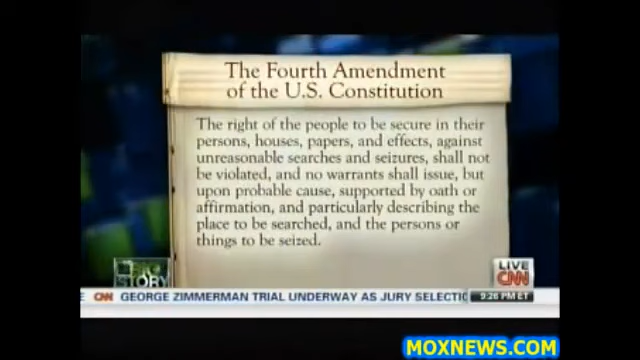 The Fourth Amendment
of the U.S. Constitution
The right of the people to be secure in their
persons, houses, papers, and effects, against
unreasonable searches and seizures, shall not
be violated, and no warrants shall issue, but
upon probable cause, supported by oath or
affirmation, and particularly describing the
place to be searched, and the persons or
things to be seized.
STORY
LIVE
CNN
9:26 PM ET
E CNN GEORGE ZIMMERMAN TRIAL UNDERWAY AS JURY SELECTIO
MOXNEWS.COM